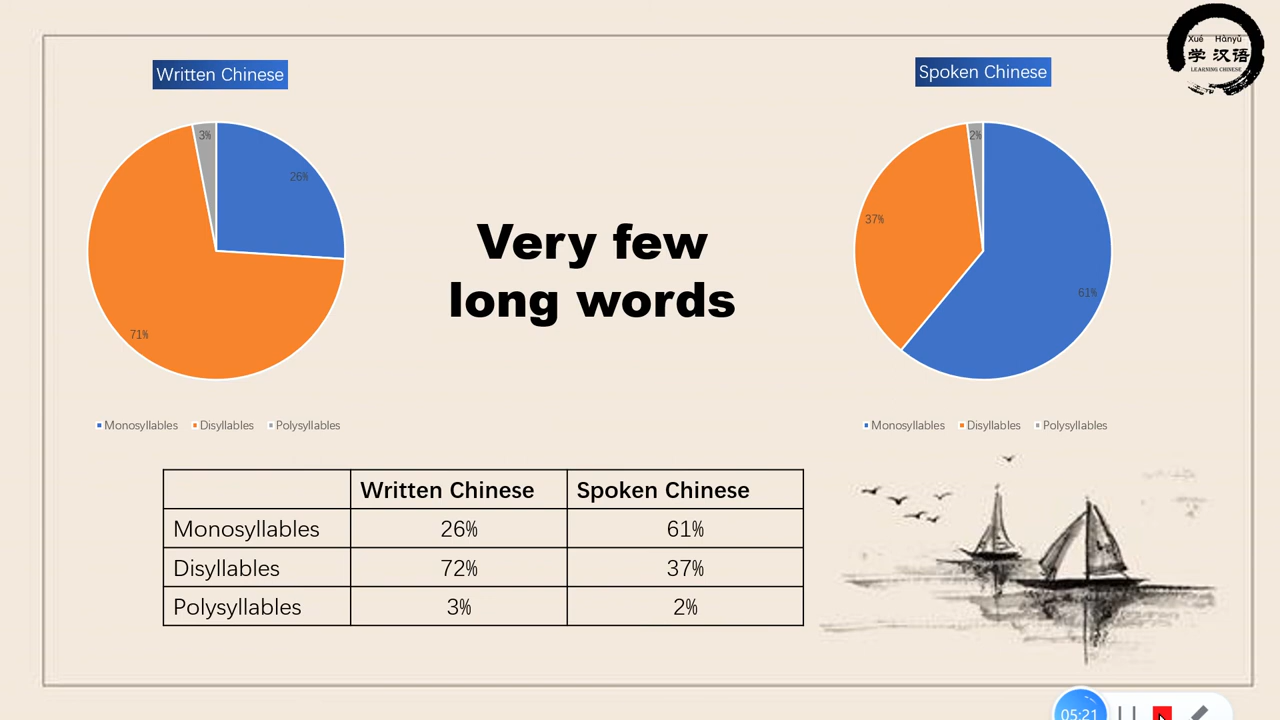 Xué Hànyǔ
学 汉语
LEARNING CHINESE
Written Chinese
Spoken Chinese
3%
26%
71%
2%
37%
61%
Very few
long words
Monosyllables Disyllables Polysyllables
Monosyllables Disyllables Polysyllables
Written Chinese Spoken Chinese
Monosyllables 26% 61%
Disyllables 72% 37%
Polysyllables 3% 2%
05:21